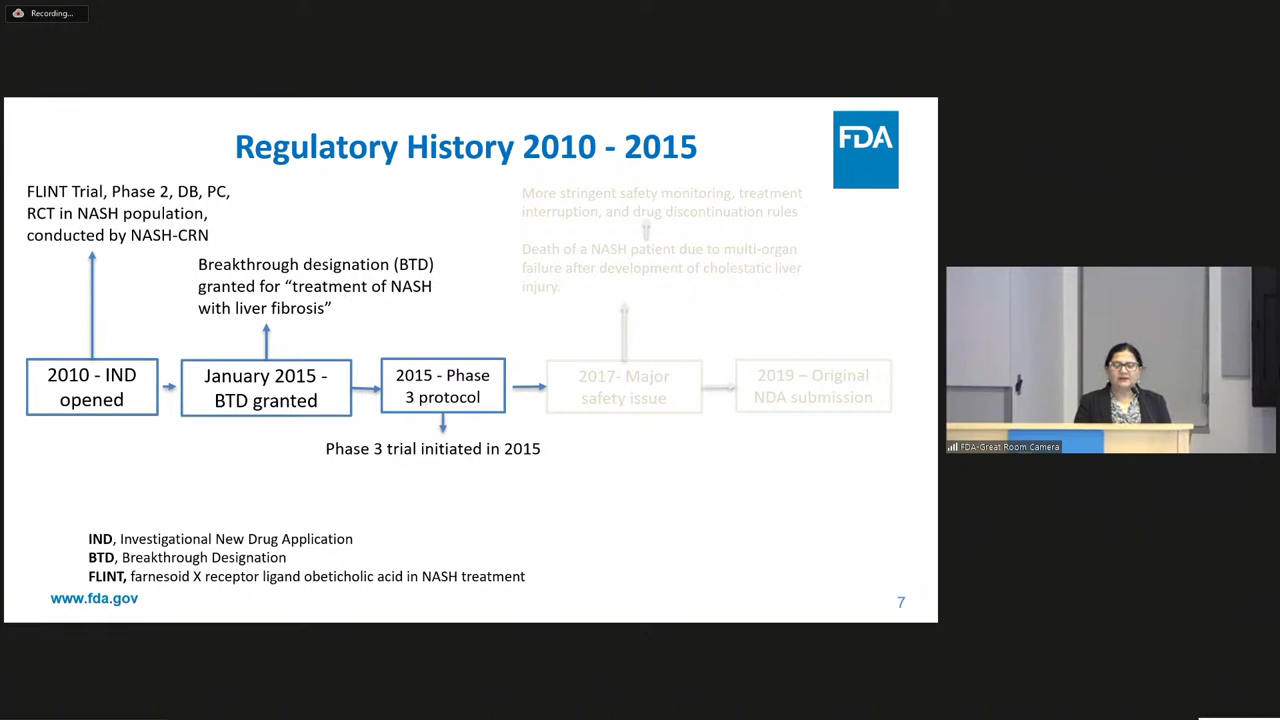 Recording...
Regulatory History 2010 - 2015
FDA
FLINT Trial, Phase 2, DB, PC,
RCT in NASH population,
conducted by NASH-CRN
Breakthrough designation (BTD)
granted for “treatment of NASH
with liver fibrosis”
More stringent safety monitoring, treatment
interruption, and drug discontinuation rules
Death of a NASH patient due to multi-organ
failure after development of cholestatic liver
injury.
2010 - IND
opened
January 2015 -
BTD granted
2015 - Phase
3 protocol
2017- Major
safety issue
2019 – Original
NDA submission
Phase 3 trial initiated in 2015
IND, Investigational New Drug Application
BTD, Breakthrough Designation
FLINT, farnesoid X receptor ligand obeticholic acid in NASH treatment
www.fda.gov
7
FDA-Great Room Camera